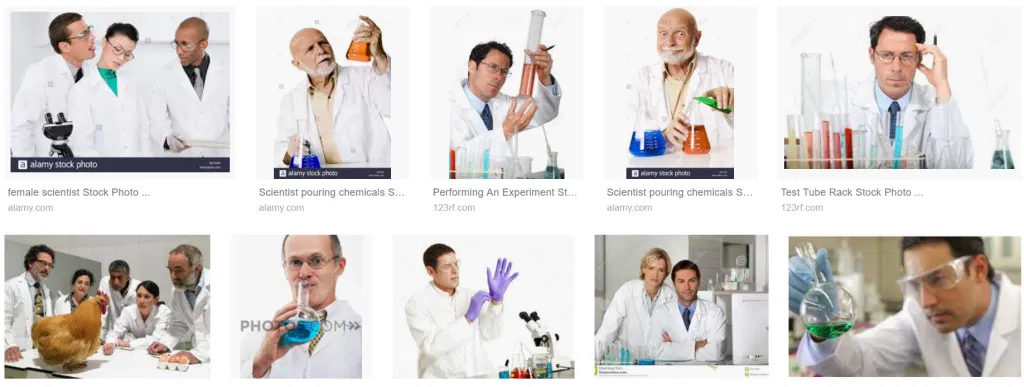 a alamy stock photo
a alamy stock photo
a alamy stock photo
female scientist Stock Photo ...
alamy.com
Scientist pouring chemicals S...
alamy.com
Performing An Experiment St...
123rf.com
Scientist pouring chemicals S...
alamy.com
Test Tube Rack Stock Photo ...
123rf.com
PHOTOS.COM>>